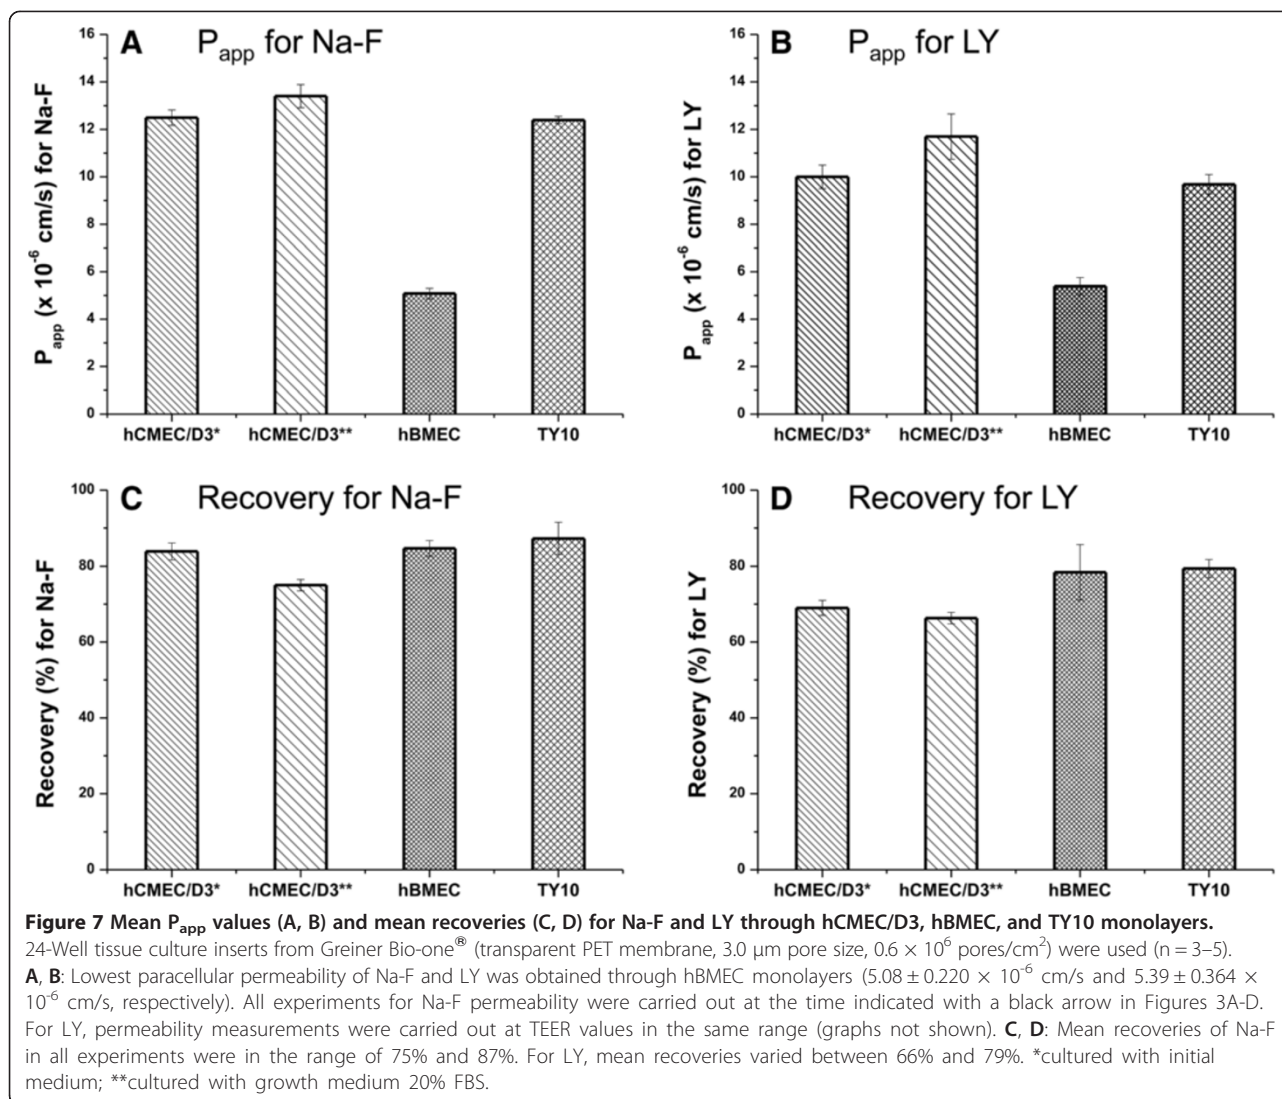 A P_app for Na-F
P_app (x 10^-6 cm/s) for Na-F
16
14
12
10
8
6
4
2
0
hCMEC/D3* hCMEC/D3** hBMEC TY10
B P_app for LY
P_app (x 10^-6 cm/s) for LY
16
14
12
10
8
6
4
2
0
hCMEC/D3* hCMEC/D3** hBMEC TY10
C Recovery for Na-F
Recovery (%) for Na-F
100
80
60
40
20
0
hCMEC/D3* hCMEC/D3** hBMEC TY10
D Recovery for LY
Recovery (%) for LY
100
80
60
40
20
0
hCMEC/D3* hCMEC/D3** hBMEC TY10
Figure 7 Mean P_app values (A, B) and mean recoveries (C, D) for Na-F and LY through hCMEC/D3, hBMEC, and TY10 monolayers.
24-Well tissue culture inserts from Greiner Bio-one® (transparent PET membrane, 3.0 μm pore size, 0.6 × 10^6 pores/cm^2) were used (n = 3–5).
A, B: Lowest paracellular permeability of Na-F and LY was obtained through hBMEC monolayers (5.08 ± 0.220 × 10^-6 cm/s and 5.39 ± 0.364 ×
10^-6 cm/s, respectively). All experiments for Na-F permeability were carried out at the time indicated with a black arrow in Figures 3A-D.
For LY, permeability measurements were carried out at TEER values in the same range (graphs not shown). C, D: Mean recoveries of Na-F
in all experiments were in the range of 75% and 87%. For LY, mean recoveries varied between 66% and 79%. *cultured with initial
medium; **cultured with growth medium 20% FBS.